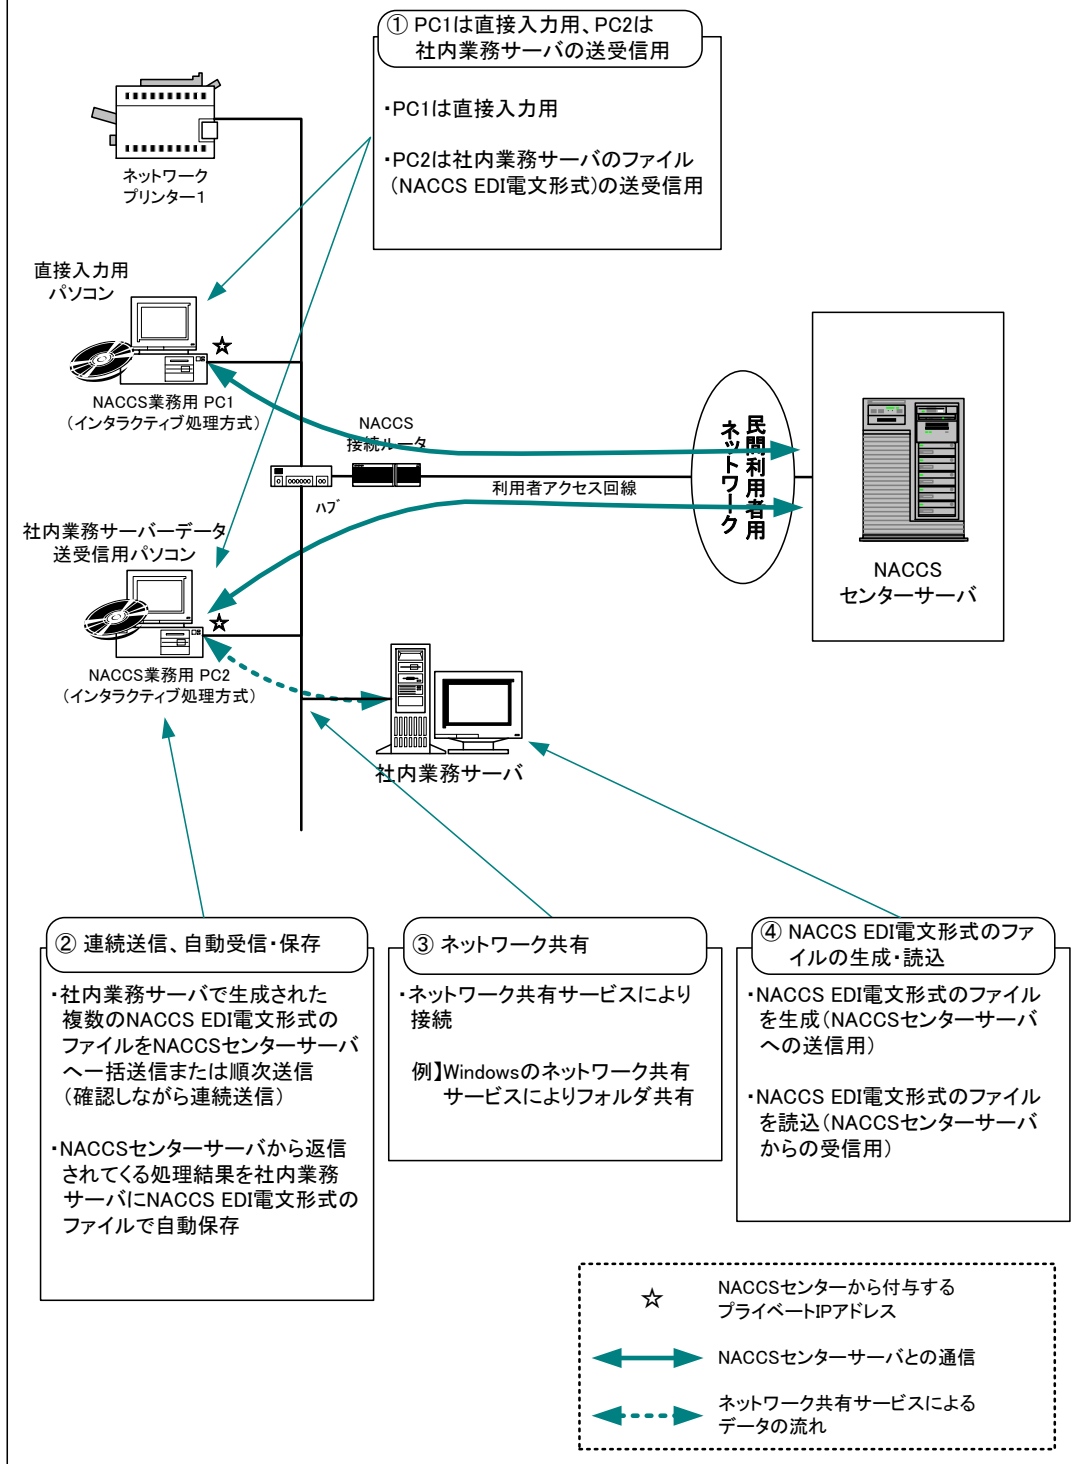 ① PC1は直接入力用、PC2は
社内業務サーバの送受信用
・PC1は直接入力用
・PC2は社内業務サーバのファイル
（NACCS EDI電文形式）の送受信用
ネットワーク
プリンター１
直接入力用
パソコン
☆
NACCS業務用 PC1
（インタラクティブ処理方式）
NACCS
接続ルータ
ﾊﾌﾞ
利用者アクセス回線
民間利用者用
ネットワーク
NACCS
センターサーバ
社内業務サーバーデータ
送受信用パソコン
☆
NACCS業務用 PC2
（インタラクティブ処理方式）
社内業務サーバ
② 連続送信、自動受信・保存
・社内業務サーバで生成された
複数のNACCS EDI電文形式の
ファイルをNACCSセンターサーバ
へ一括送信または順次送信
（確認しながら連続送信）
・NACCSセンターサーバから返信
されてくる処理結果を社内業務
サーバにNACCS EDI電文形式の
ファイルで自動保存
③ ネットワーク共有
・ネットワーク共有サービスにより
接続
例】Windowsのネットワーク共有
サービスによりフォルダ共有
④ NACCS EDI電文形式のファ
イルの生成・読込
・NACCS EDI電文形式のファイル
を生成（NACCSセンターサーバ
への送信用）
・NACCS EDI電文形式のファイル
を読込（NACCSセンターサーバ
からの受信用）
☆ NACCSセンターから付与する
プライベートIPアドレス
NACCSセンターサーバとの通信
ネットワーク共有サービスによる
データの流れ